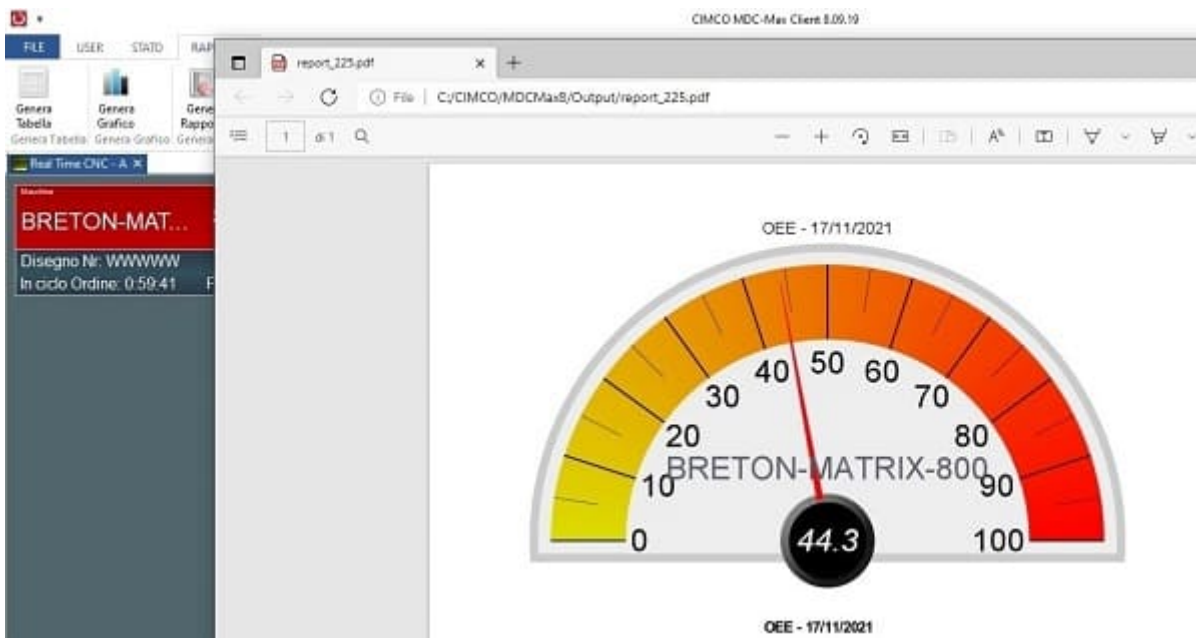 CIMCO MDC-Max Client 8.09.19
FILE USER STATO RAP
Genera Tabella
Genera Grafico
Gene Rappo
Genera Tabella Genera Grafico Genera
Real Time CNC - A X
Macchina
BRETON-MAT...
Disegno Nr: WWWWW
In ciclo Ordine: 0:59:41 F
report_225.pdf
File C:/CIMCO/MDCMax8/Output/report_225.pdf
1 di 1
OEE - 17/11/2021
0 10 20 30 40 50 60 70 80 90 100
BRETON-MATRIX-800
44.3
OEE - 17/11/2021